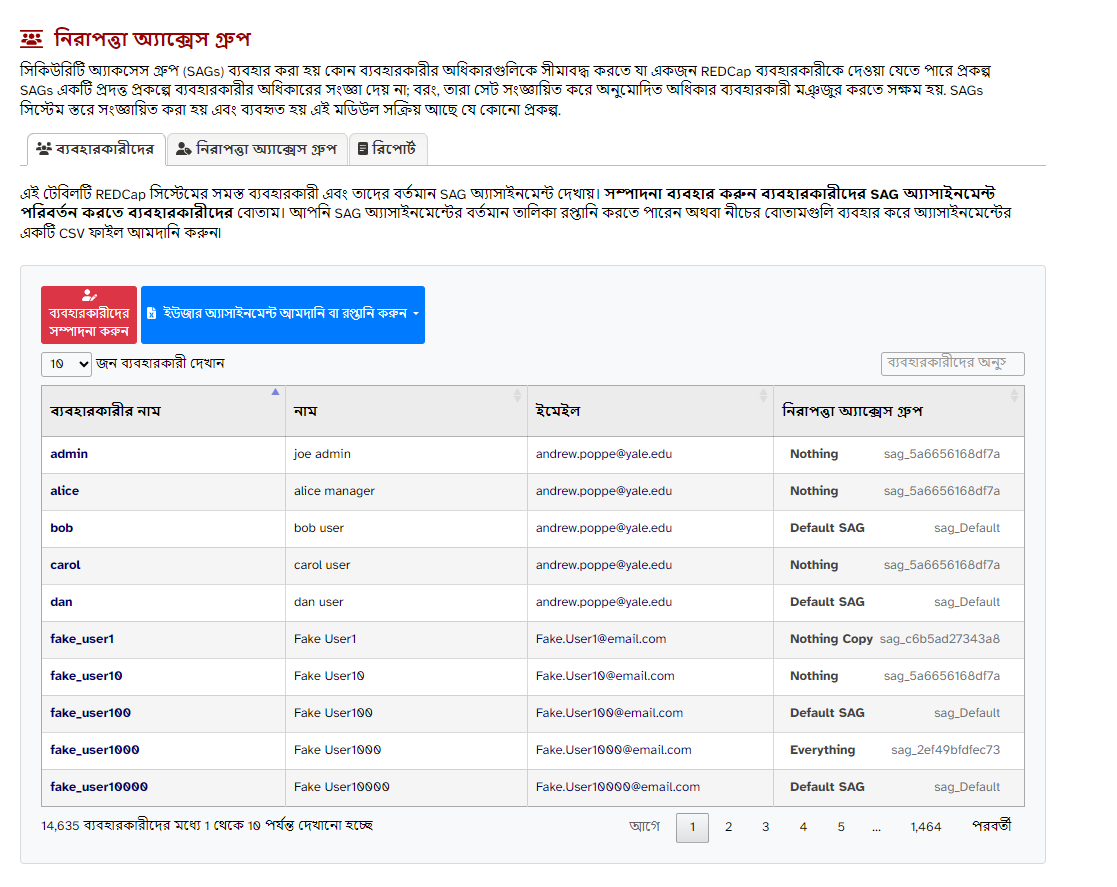 নিরাপত্তা অ্যাক্সেস গ্রুপ
সিকিউরিটি অ্যাকসেস গ্রুপ (SAGs) ব্যবহার করা হয় কোন ব্যবহারকারীর অধিকারগুলিকে সীমাবদ্ধ করতে যা একজন REDCap ব্যবহারকারীকে দেওয়া যেতে পারে প্রকল্প
SAGs একটি প্রদত্ত প্রকল্পে ব্যবহারকারীর অধিকারের সংজ্ঞা দেয় না; বরং, তারা সেট সংজ্ঞায়িত করে অনুমোদিত অধিকার ব্যবহারকারী মঞ্জুর করতে সক্ষম হয়. SAGs
সিস্টেম স্তরে সংজ্ঞায়িত করা হয় এবং ব্যবহৃত হয় এই মডিউল সক্রিয় আছে যে কোনো প্রকল্প.
ব্যবহারকারীদের
নিরাপত্তা অ্যাক্সেস গ্রুপ
রিপোর্ট
এই টেবিলটি REDCap সিস্টেমের সমস্ত ব্যবহারকারী এবং তাদের বর্তমান SAG অ্যাসাইনমেন্ট দেখায়। সম্পাদনা ব্যবহার করুন ব্যবহারকারীদের SAG অ্যাসাইনমেন্ট
পরিবর্তন করতে ব্যবহারকারীদের বোতাম। আপনি SAG অ্যাসাইনমেন্টের বর্তমান তালিকা রপ্তানি করতে পারেন অথবা নীচের বোতামগুলি ব্যবহার করে অ্যাসাইনমেন্টের
একটি CSV ফাইল আমদানি করুন৷
ব্যবহারকারীদের
সম্পাদনা করুন
ইউজার অ্যাসাইনমেন্ট আমদানি বা রপ্তানি করুন
10 জন ব্যবহারকারী দেখান
ব্যবহারকারীদের
ব্যবহারকারীর নাম নাম ইমেইল নিরাপত্তা অ্যাক্সেস গ্রুপ
admin joe admin andrew.poppe@yale.edu Nothing sag_5a6656168df7a
alice alice manager andrew.poppe@yale.edu Nothing sag_5a6656168df7a
bob bob user andrew.poppe@yale.edu Default SAG sag_Default
carol carol user andrew.poppe@yale.edu Nothing sag_5a6656168df7a
dan dan user andrew.poppe@yale.edu Default SAG sag_Default
fake_user1 Fake User1 Fake.User1@email.com Nothing Copy sag_c6b5ad27343a8
fake_user10 Fake User10 Fake.User10@email.com Nothing sag_5a6656168df7a
fake_user100 Fake User100 Fake.User100@email.com Default SAG sag_Default
fake_user1000 Fake User1000 Fake.User1000@email.com Everything sag_2ef49bfdfec73
fake_user10000 Fake User10000 Fake.User10000@email.com Default SAG sag_Default
14,635 ব্যবহারকারীদের মধ্যে 1 থেকে 10 পর্যন্ত দেখানো হচ্ছে
আগে 1 2 3 4 5 ... 1,464 পরবর্তী